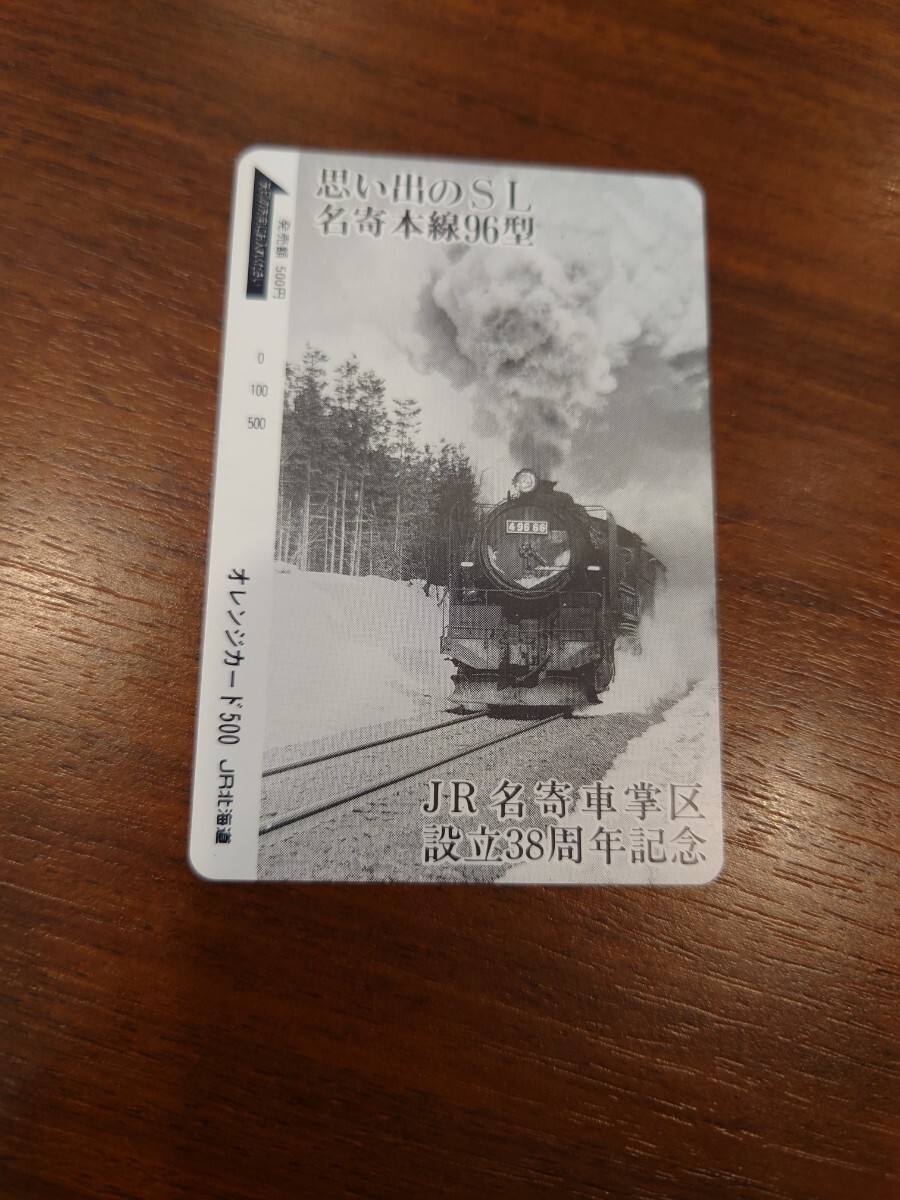 思い出のSL
名寄本線96型
発売額 500円
0
100
500
49666
オレンジカード500 JR北海道
JR名寄車掌区
設立38周年記念